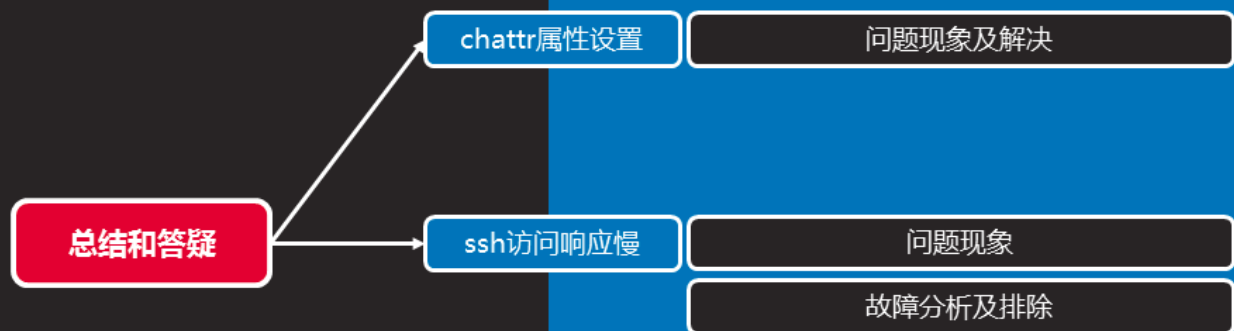 chattr属性设置
问题现象及解决
总结和答疑
ssh访问响应慢
问题现象
故障分析及排除